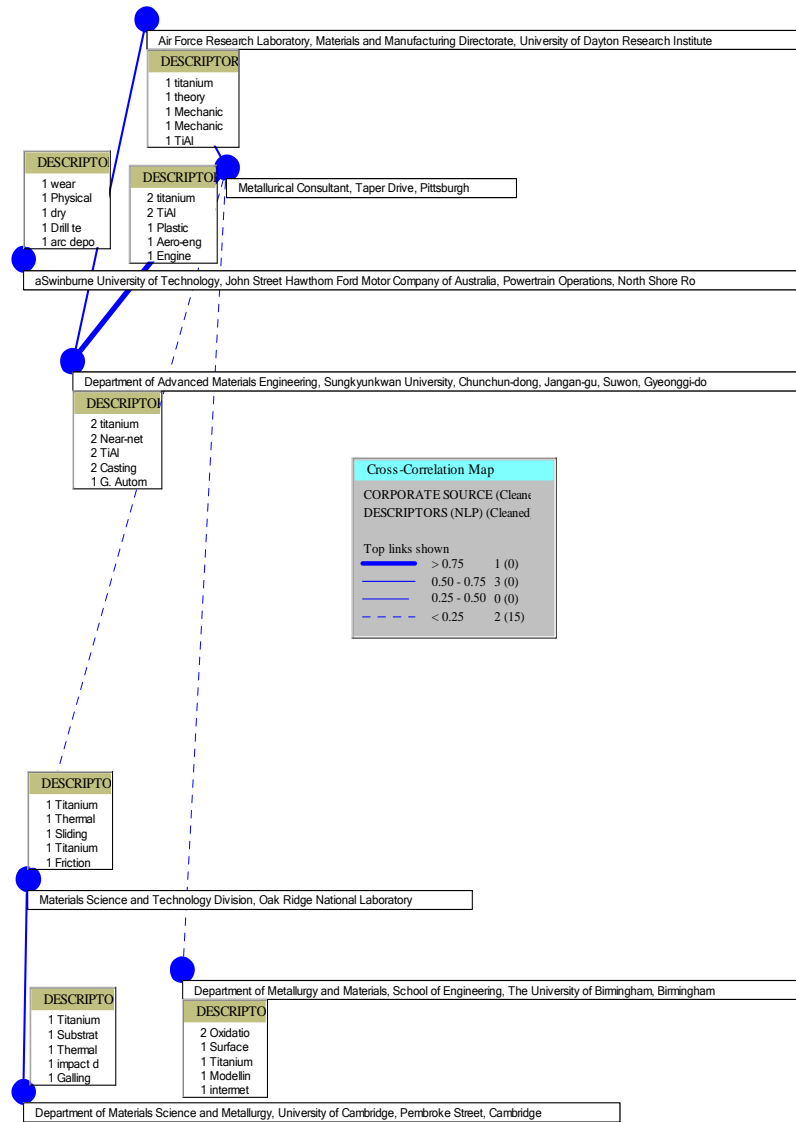 Air Force Research Laboratory, Materials and Manufacturing Directorate, University of Dayton Research Institute
DESCRIPTOR
1 titanium
1 theory
1 Mechanic
1 Mechanic
1 TiAl
DESCRIPTO
1 wear
1 Physical
1 dry
1 Drill te
1 arc depo
DESCRIPTOR
2 titanium
2 TiAl
1 Plastic
1 Aero-eng
1 Engine
Metallurical Consultant, Taper Drive, Pittsburgh
aSwinburne University of Technology, John Street Hawthorn Ford Motor Company of Australia, Powertrain Operations, North Shore Ro
Department of Advanced Materials Engineering, Sungkyunkwan University, Chunchun-dong, Jangan-gu, Suwon, Gyeonggi-do
DESCRIPTOR
2 titanium
2 Near-net
2 TiAl
2 Casting
1 G. Autom
Cross-Correlation Map
CORPORATE SOURCE (Cleane
DESCRIPTORS (NLP) (Cleaned
Top links shown
> 0.75 1 (0)
0.50 - 0.75 3 (0)
0.25 - 0.50 0 (0)
< 0.25 2 (15)
DESCRIPTO
1 Titanium
1 Thermal
1 Sliding
1 Titanium
1 Friction
Materials Science and Technology Division, Oak Ridge National Laboratory
Department of Metallurgy and Materials, School of Engineering, The University of Birmingham, Birmingham
DESCRIPTO
1 Titanium
1 Substrat
1 Thermal
1 impact d
1 Galling
DESCRIPTO
2 Oxidatio
1 Surface
1 Titanium
1 Modellin
1 internet
Department of Materials Science and Metallurgy, University of Cambridge, Pembroke Street, Cambridge